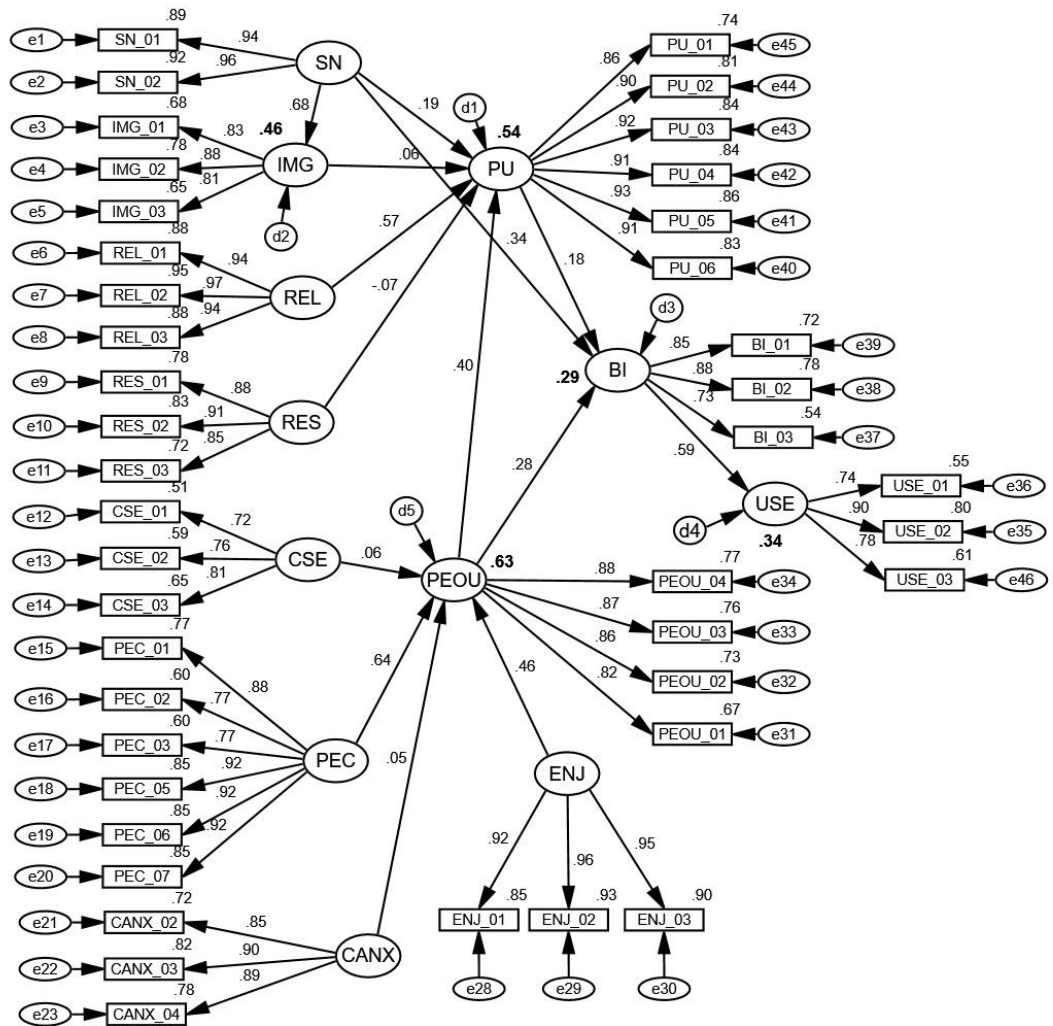 .89
e1 SN_01 .94
.92
e2 SN_02 .96
SN
.68
.68
e3 IMG_01 .83
.78
e4 IMG_02 .88
.65
e5 IMG_03 .81
.46
IMG
d2
.88
e6 REL_01 .94
.95
e7 REL_02 .97
.88
e8 REL_03 .94
REL
.78
e9 RES_01 .88
.83
e10 RES_02 .91
.72
e11 RES_03 .85
RES
.51
e12 CSE_01 .72
.59
e13 CSE_02 .76
.65
e14 CSE_03 .81
CSE
.77
e15 PEC_01 .88
.60
e16 PEC_02 .77
.60
e17 PEC_03 .77
.85
e18 PEC_05 .92
.85
e19 PEC_06 .92
.85
e20 PEC_07 .92
PEC
.72
e21 CANX_02 .85
.82
e22 CANX_03 .90
.78
e23 CANX_04 .89
CANX
.19
.06
.57
-.07
.34
.40
d1
.54
PU
.74
.86 PU_01 e45
.81
.90 PU_02 e44
.84
.92 PU_03 e43
.84
.91 PU_04 e42
.86
.93 PU_05 e41
.83
.91 PU_06 e40
.18
.28
d3
.29
BI
.72
.85 BI_01 e39
.78
.88 BI_02 e38
.54
.73 BI_03 e37
.59
USE
d4
.34
.55
.74 USE_01 e36
.80
.90 USE_02 e35
.61
.78 USE_03 e46
.06
.64
.05
.46
d5
.63
PEOU
.77
.88 PEOU_04 e34
.76
.87 PEOU_03 e33
.73
.86 PEOU_02 e32
.67
.82 PEOU_01 e31
ENJ
.92 .96 .95
.85 .93 .90
ENJ_01 ENJ_02 ENJ_03
e28 e29 e30